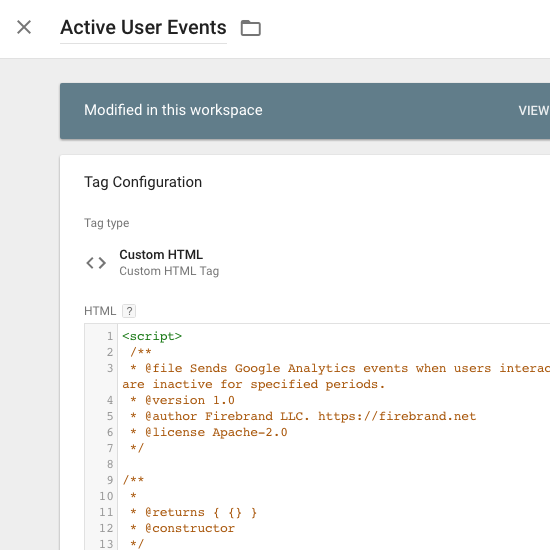 Active User Events
Modified in this workspace
VIEW
Tag Configuration
Tag type
Custom HTML
Custom HTML Tag
HTML ?
1 <script>
2 /**
3 * @file Sends Google Analytics events when users interac
are inactive for specified periods.
4 * @version 1.0
5 * @author Firebrand LLC. https://firebrand.net
6 * @license Apache-2.0
7 */
8
9 /**
10 *
11 * @returns { {} }
12 * @constructor
13 */